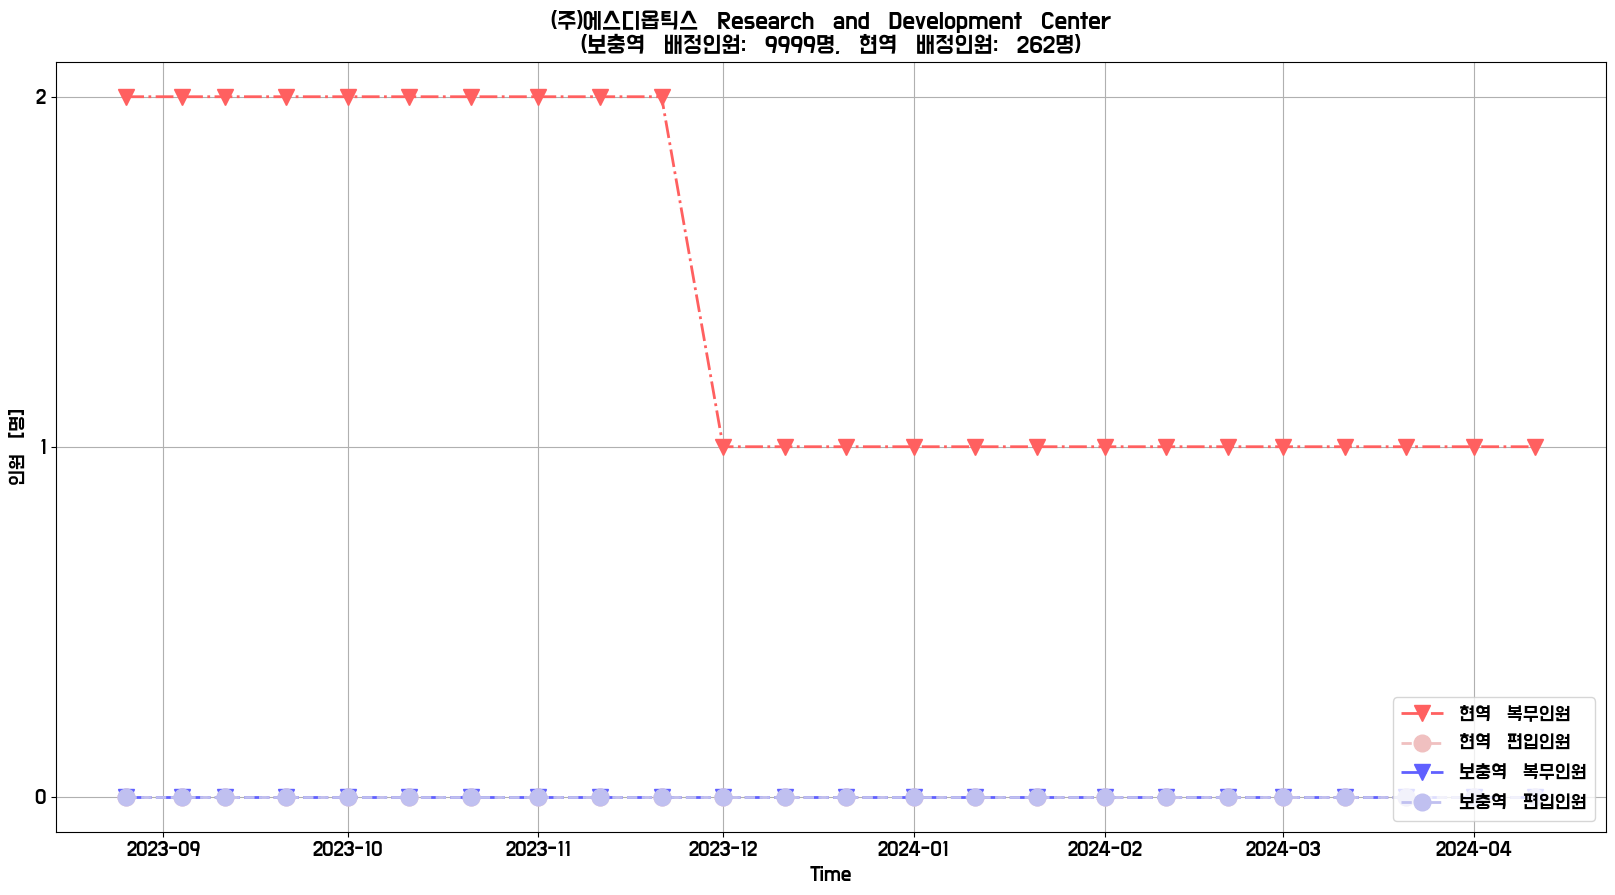 (주)에스디옵틱스 Research and Development Center
(보충역 배정인원: 9999명, 현역 배정인원: 262명)
인원 [명]
2
1
0
현역 복무인원
현역 편입인원
보충역 복무인원
보충역 편입인원
2023-09 2023-10 2023-11 2023-12 2024-01 2024-02 2024-03 2024-04
Time